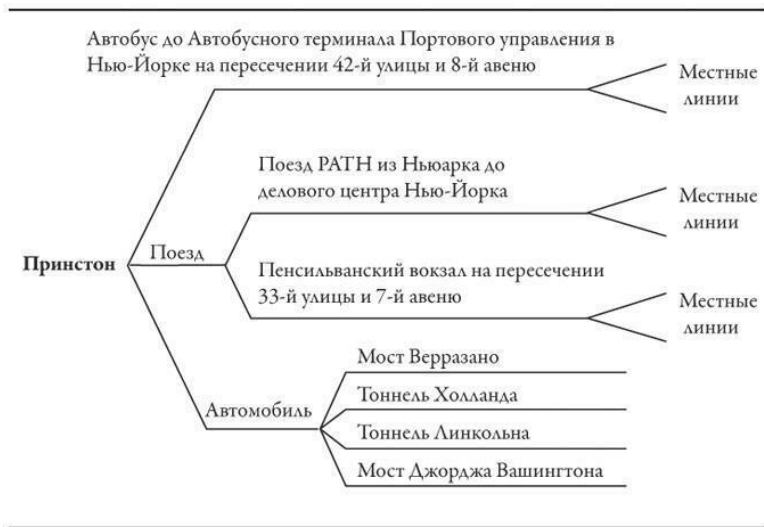 Автобус до Автобусного терминала Портового управления в
Нью-Йорке на пересечении 42-й улицы и 8-й авеню
Местные
линии
Поезд PATH из Ньюарка до
делового центра Нью-Йорка
Местные
линии
Поезд
Принстон
Пенсильванский вокзал на пересечении
33-й улицы и 7-й авеню
Местные
линии
Мост Верразано
Автомобиль
Тоннель Холланда
Тоннель Линкольна
Мост Джорджа Вашингтона